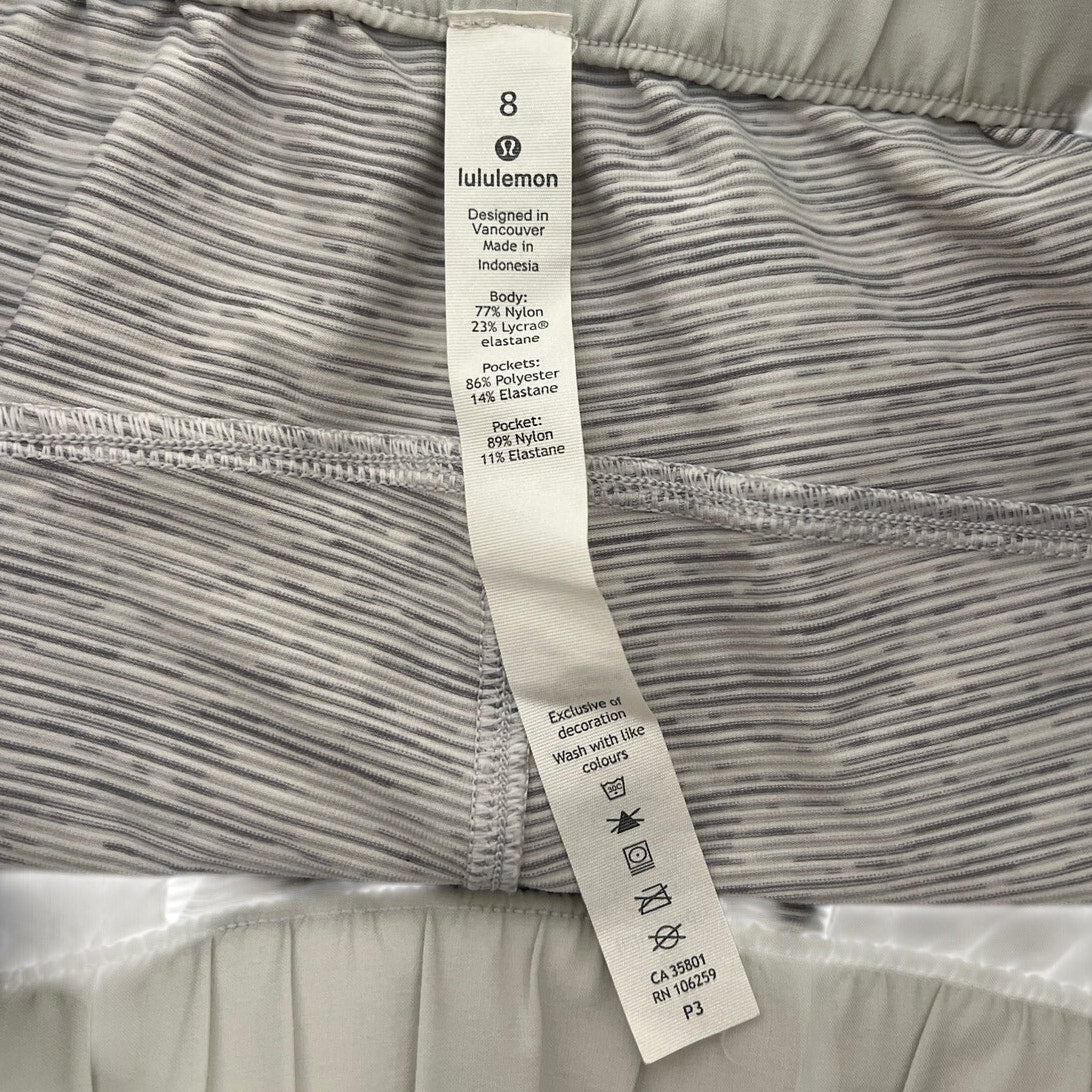 8
lululemon
Designed in
Vancouver
Made in
Indonesia
Body:
77% Nylon
23% Lycra®
elastane
Pockets:
86% Polyester
14% Elastane
Pocket:
89% Nylon
11% Elastane
Exclusive of
decoration
Wash with like
colours
30C
CA 35801
RN 106259
P3